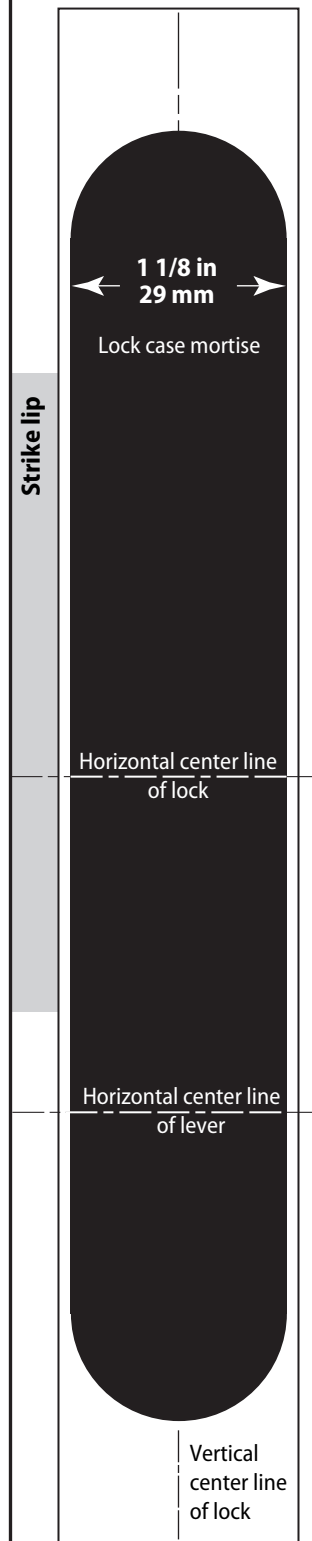 1 1/8 in
29 mm
Lock case mortise
Strike lip
Horizontal center line
of lock
Horizontal center line
of lever
Vertical
center line
of lock